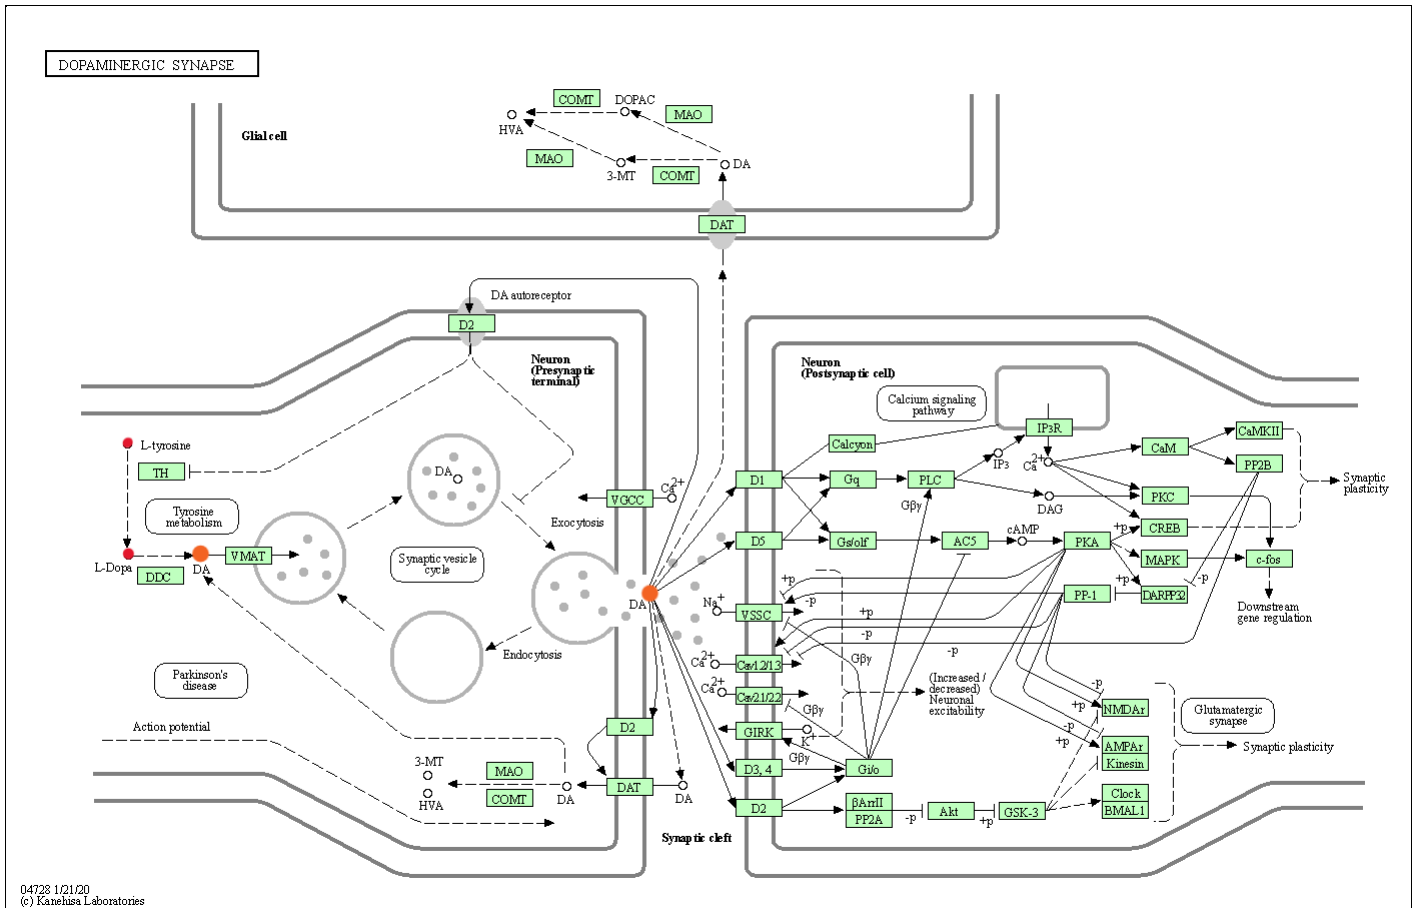 DOPAMINERGIC SYNAPSE
Glial cell
COMT
DOPAC
MAO
HVA
MAO
3-MT
COMT
DA
DAT
DA autoreceptor
D2
Neuron
(Presynaptic
terminal)
L-tyrosine
TH
Tyrosine
metabolism
L-Dopa
DDC
DA
VMAT
DA
Synaptic vesicle
cycle
Exocytosis
VGCC
Ca2+
Endocytosis
DA
Parkinson's
disease
Action potential
3-MT
HVA
MAO
COMT
DA
D2
DAT
DA
Synaptic cleft
Neuron
(Postsynaptic cell)
Calcium signaling
pathway
Calcyon
IP3R
IP3
Ca2+
CaM
CaMKII
PP2B
Synaptic
plasticity
D1
Gq
PLC
DAG
PKC
Gβγ
CREB
D5
Gs/olf
AC5
cAMP
PKA
+p
MAPK
c-fos
+p
-p
PP-1
DARPP32
Downstream
gene regulation
Na+
VSSC
+p
-p
+p
-p
-p
Ca2+
Cav1.2/1.3
Gβγ
Ca2+
Cav2.1/2.2
Gβγ
(Increased /
decreased)
Neuronal
excitability
GIRK
K+
Gβγ
D3, 4
Gi/o
D2
βArrII
PP2A
-p
Akt
+p
GSK-3
-p
+p
NMDAr
-p
+p
AMPAr
Kinesin
Clock
BMAL1
Glutamatergic
synapse
Synaptic plasticity
04728 1/21/20
(c) Kanehisa Laboratories